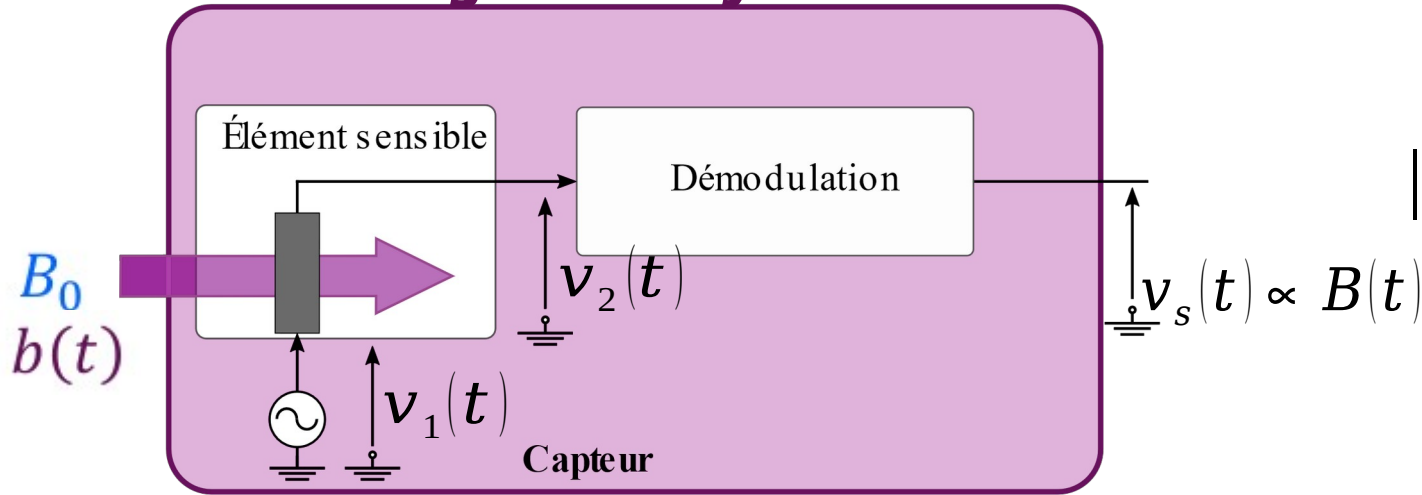 Élément sensible
Démodulation
B₀
b(t)
v₂(t)
vₛ(t) ∝ B(t)
v₁(t)
Capteur